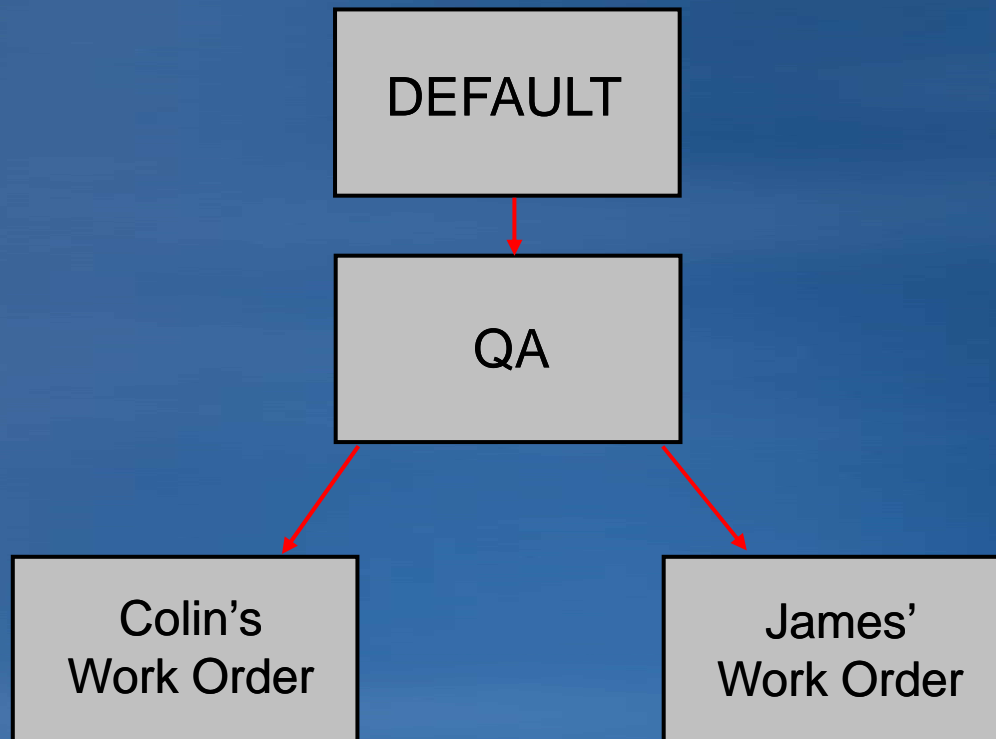 DEFAULT
QA
Colin’s
Work Order
James’
Work Order